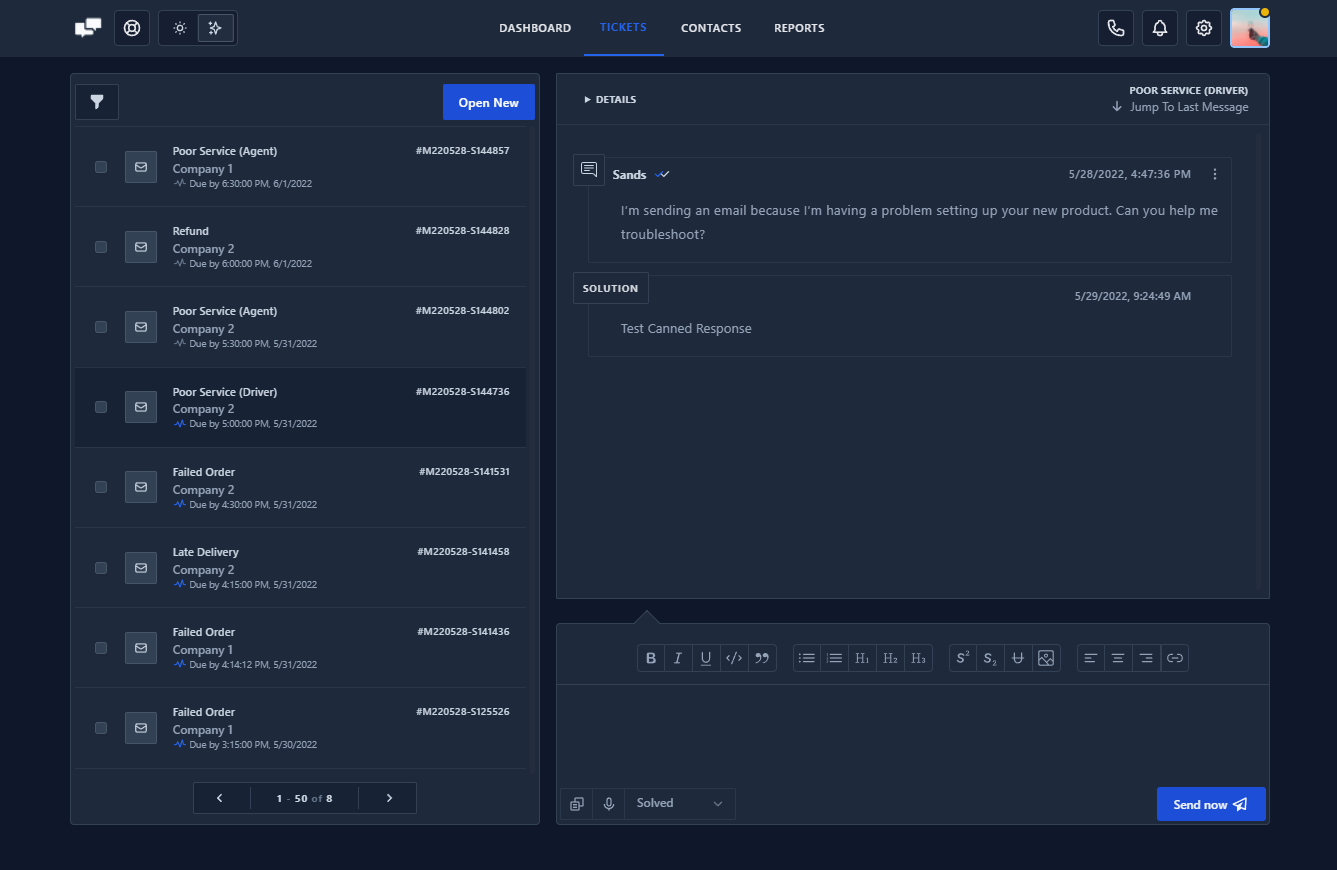 DASHBOARD
TICKETS
CONTACTS
REPORTS
Open New
Poor Service (Agent)
#M220528-S144857
Company 1
Due by 6:30:00 PM, 6/1/2022
Refund
#M220528-S144828
Company 2
Due by 6:00:00 PM, 6/1/2022
Poor Service (Agent)
#M220528-S144802
Company 2
Due by 5:30:00 PM, 5/31/2022
Poor Service (Driver)
#M220528-S144736
Company 2
Due by 5:00:00 PM, 5/31/2022
Failed Order
#M220528-S141531
Company 2
Due by 4:30:00 PM, 5/31/2022
Late Delivery
#M220528-S141458
Company 2
Due by 4:15:00 PM, 5/31/2022
Failed Order
#M220528-S141436
Company 1
Due by 4:14:12 PM, 5/31/2022
Failed Order
#M220528-S125526
Company 1
Due by 3:15:00 PM, 5/30/2022
1 - 50 of 8
DETAILS
POOR SERVICE (DRIVER)
Jump To Last Message
Sands
5/28/2022, 4:47:36 PM
I'm sending an email because I'm having a problem setting up your new product. Can you help me
troubleshoot?
SOLUTION
5/29/2022, 9:24:49 AM
Test Canned Response
B I U </> H1 H2 H3 S2 S2 U
Solved
Send now